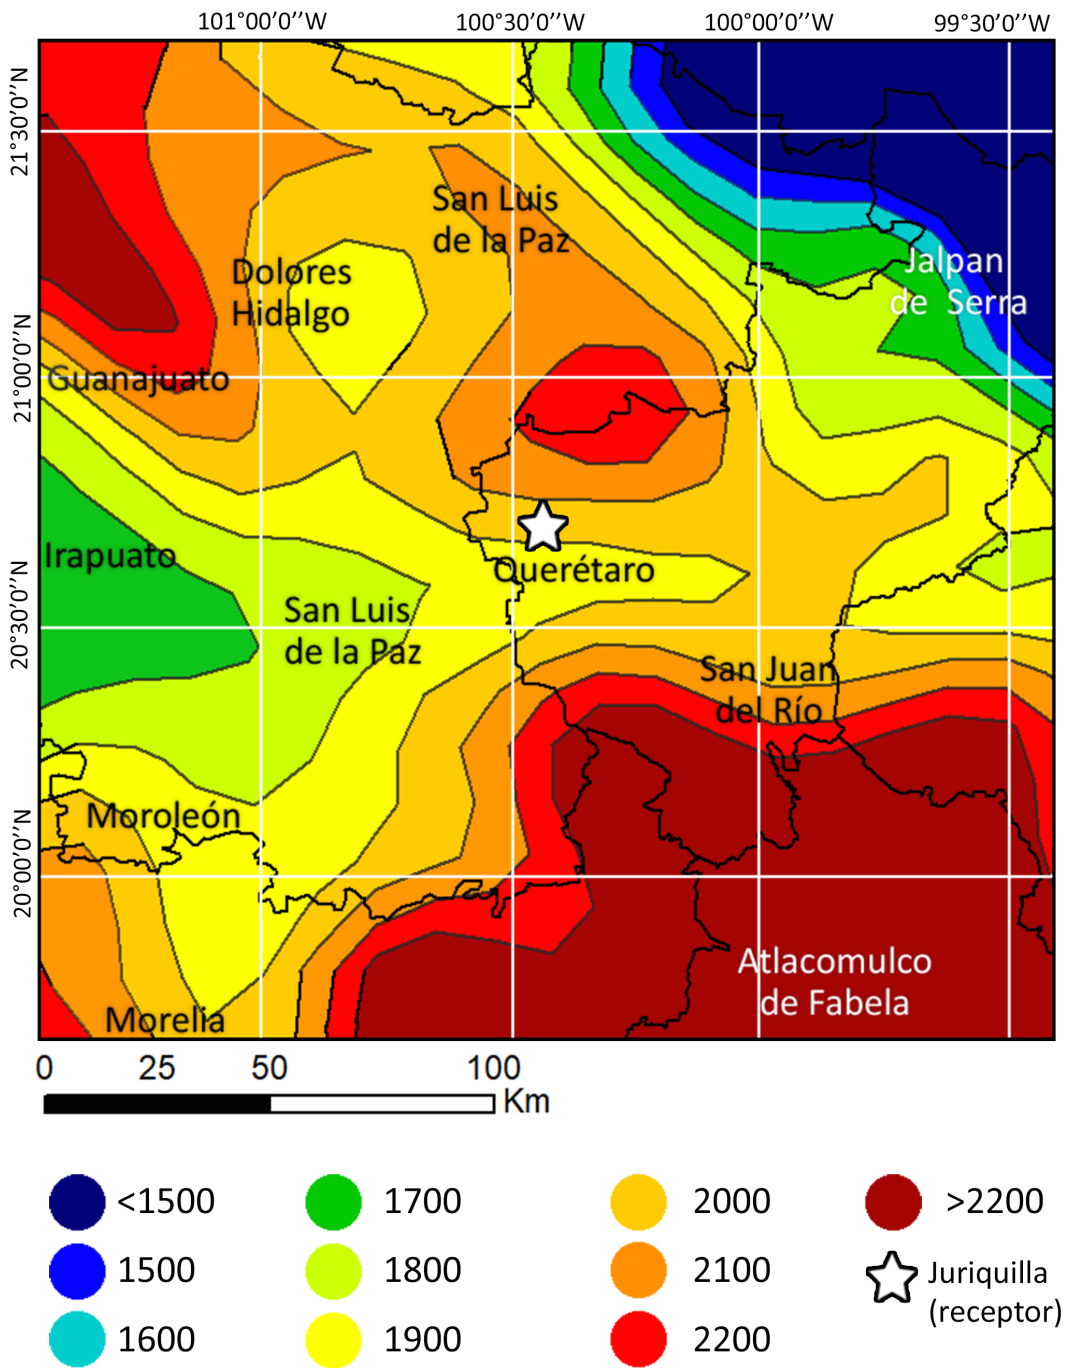 101°00’0’’W 100°30’0’’W 100°00’0’’W 99°30’0’’W
21°30’0’’N
21°00’0’’N
20°30’0’’N
20°00’0’’N
San Luis
de la Paz
Dolores
Hidalgo
Jalpan
de Serra
Guanajuato
Irapuato
Querétaro
San Luis
de la Paz
San Juan
del Río
Moroleón
Atlacomulco
de Fabela
Morelia
0 25 50 100
Km
<1500 1700 2000 >2200
1500 1800 2100 Juriquilla
(receptor)
1600 1900 2200